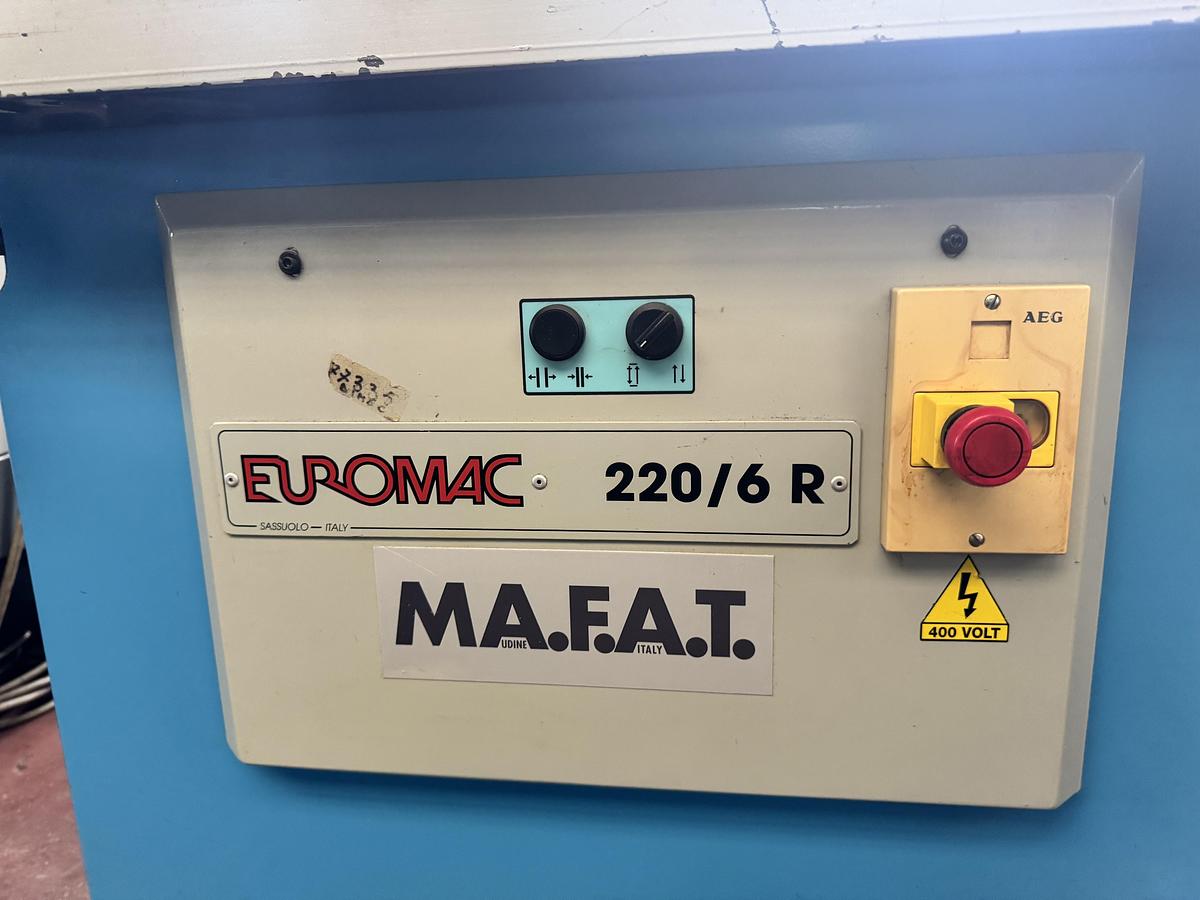 AEG
EUROMAC 220/6 R
SASSUOLO — ITALY
MA.F.A.T.
UDINE ITALY
400 VOLT